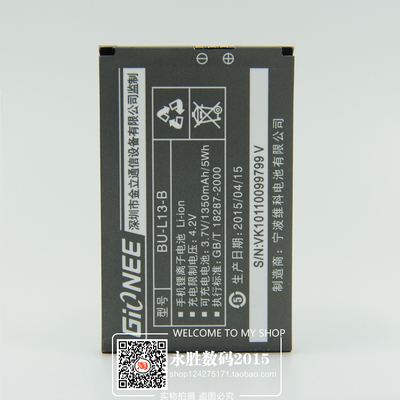 GiONEE
深圳市金立通信设备有限公司
型号:
BU-L13-B
手机锂离子电池 Li-ion
充电限制电压: 4.2V
可充电电池: 3.7V/1350mAh/5Wh
执行标准: GB/T 18287-2000
生产日期: 2015/04/15
5
S/N:VK10110099799 V
制造商: 宁波维科电池有限公司
WELCOME TO MY SHOP
永胜数码2015
shop124275171.taobao.com